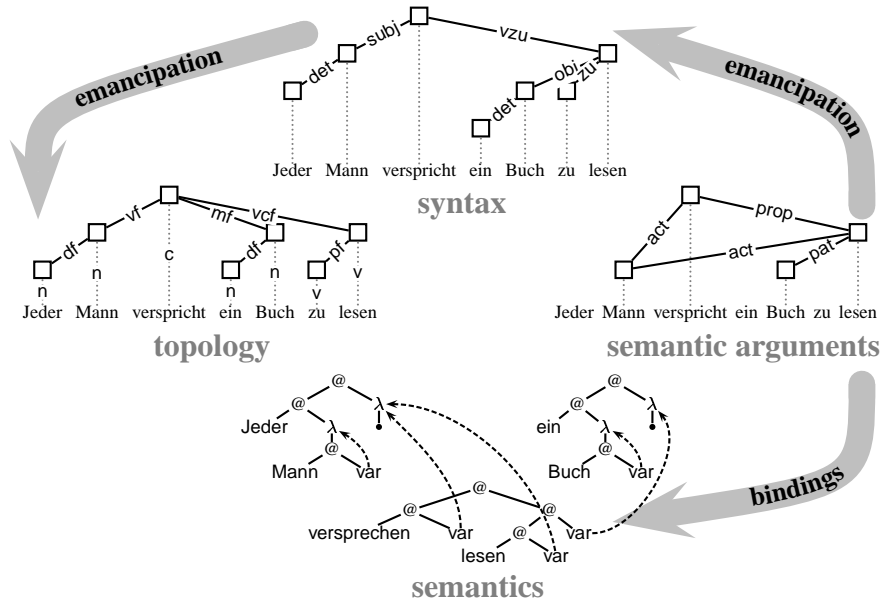 subj
vzu
det
obj
zu
det
emancipation
emancipation
Jeder Mann verspricht ein Buch zu lesen
syntax
vf
mf
vcf
df
df
pf
n
n
c
n
n
v
v
Jeder Mann verspricht ein Buch zu lesen
topology
act
prop
act
pat
Jeder Mann verspricht ein Buch zu lesen
semantic arguments
@
@
@ λ
@ λ
Jeder λ
ein λ
@
@
Mann var
Buch var
bindings
@
@ @
versprechen var
@ var
lesen var
semantics